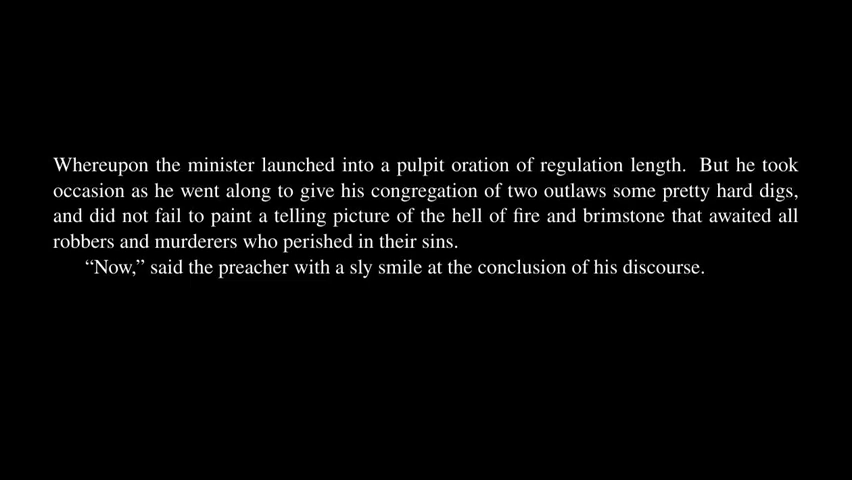 Whereupon the minister launched into a pulpit oration of regulation length. But he took
occasion as he went along to give his congregation of two outlaws some pretty hard digs,
and did not fail to paint a telling picture of the hell of fire and brimstone that awaited all
robbers and murderers who perished in their sins.
“Now,” said the preacher with a sly smile at the conclusion of his discourse.